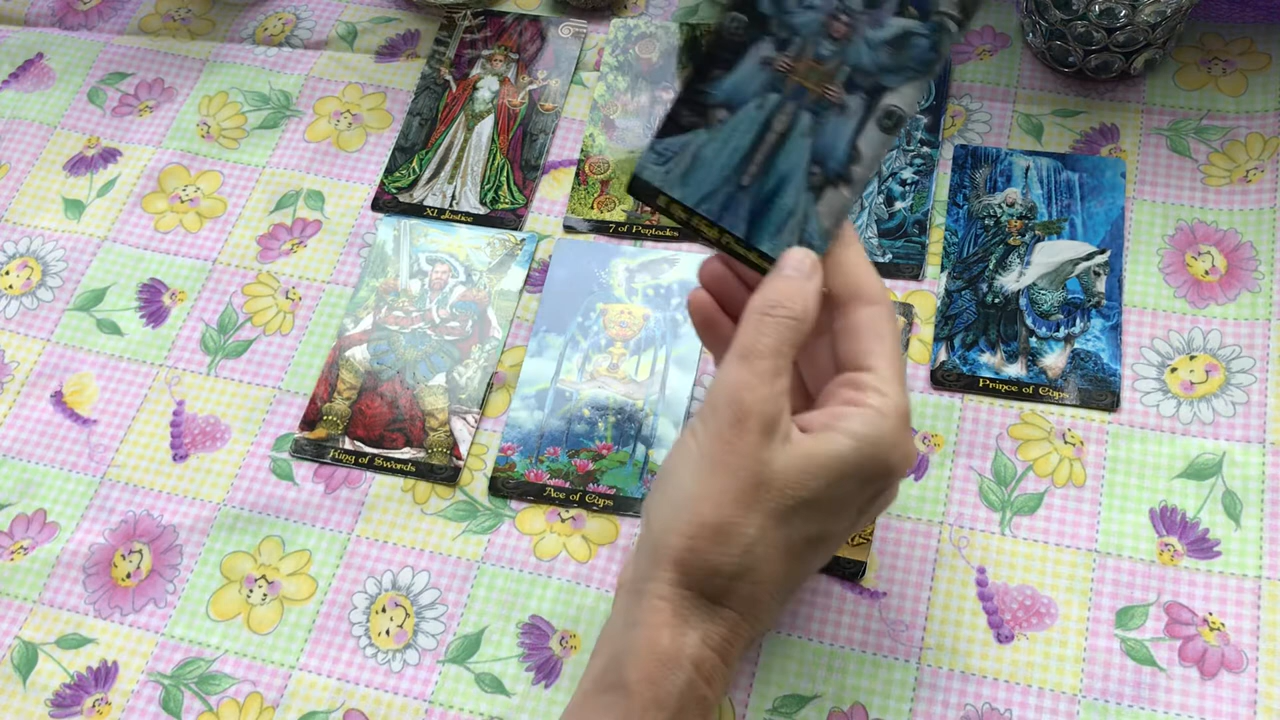 XI Justice
7 of Pentacles
Prince of Cups
King of Swords
Ace of Cups